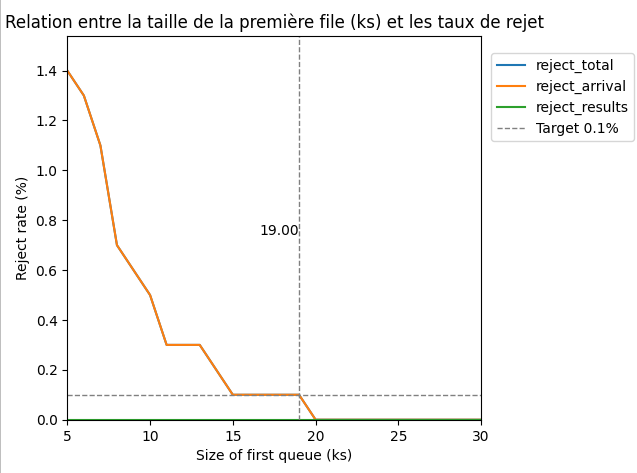 Relation entre la taille de la première file (ks) et les taux de rejet
reject_total
reject_arrival
reject_results
Target 0.1%
Reject rate (%)
1.4
1.2
1.0
0.8
0.6
0.4
0.2
0.0
19.00
5
10
15
20
25
30
Size of first queue (ks)